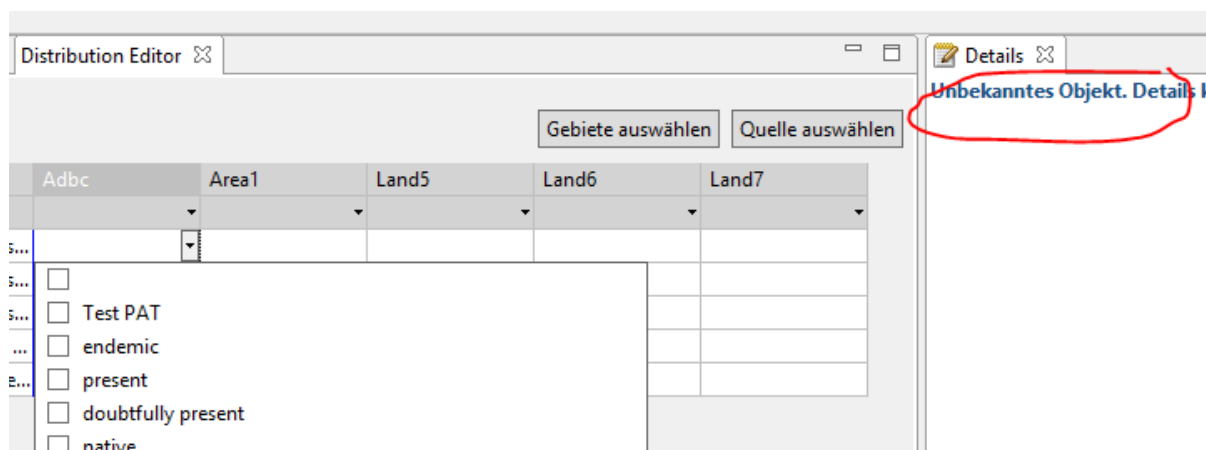 Distribution Editor
Details
Unbekanntes Objekt. Details
Gebiete auswählen Quelle auswählen
Adbc Area1 Land5 Land6 Land7
s...
s...
s... Test PAT
... endemic
e... present
doubtfully present
native